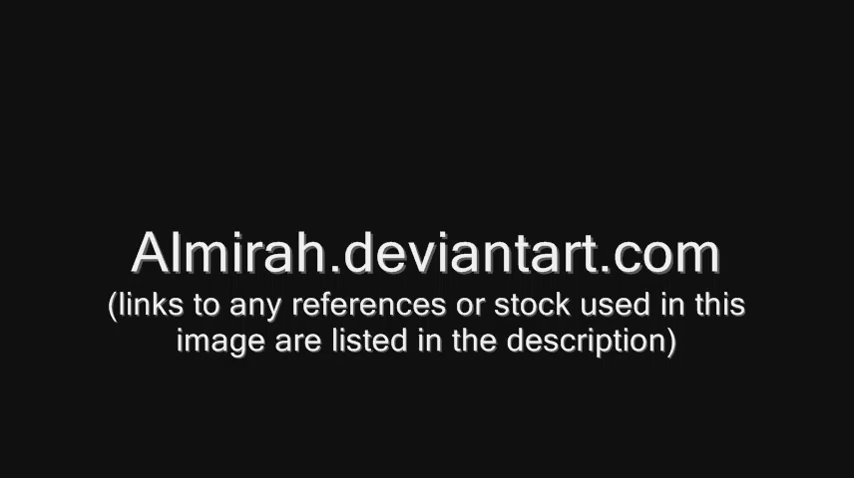 Almirah.deviantart.com
(links to any references or stock used in this
image are listed in the description)